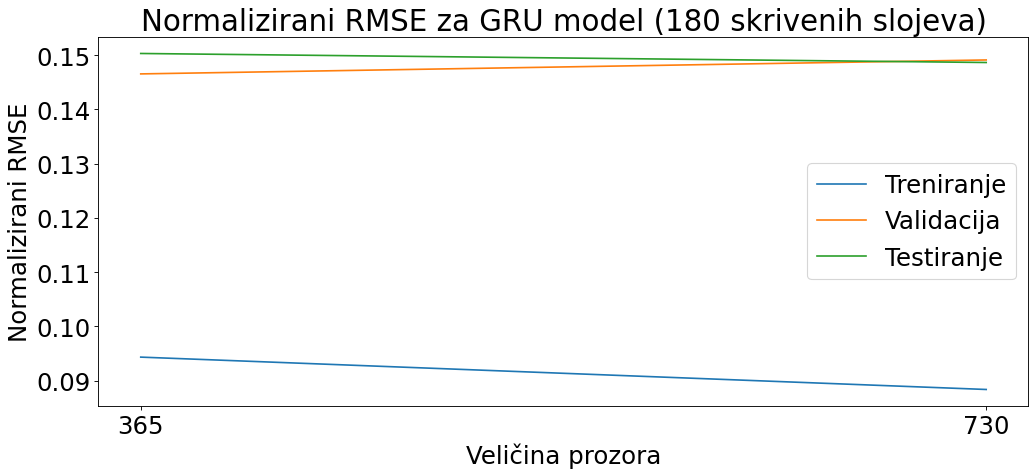 Normalizirani RMSE za GRU model (180 skrivenih slojeva)
Normalizirani RMSE
0.15
0.14
0.13
0.12
0.11
0.10
0.09
Treniranje
Validacija
Testiranje
365
730
Veličina prozora